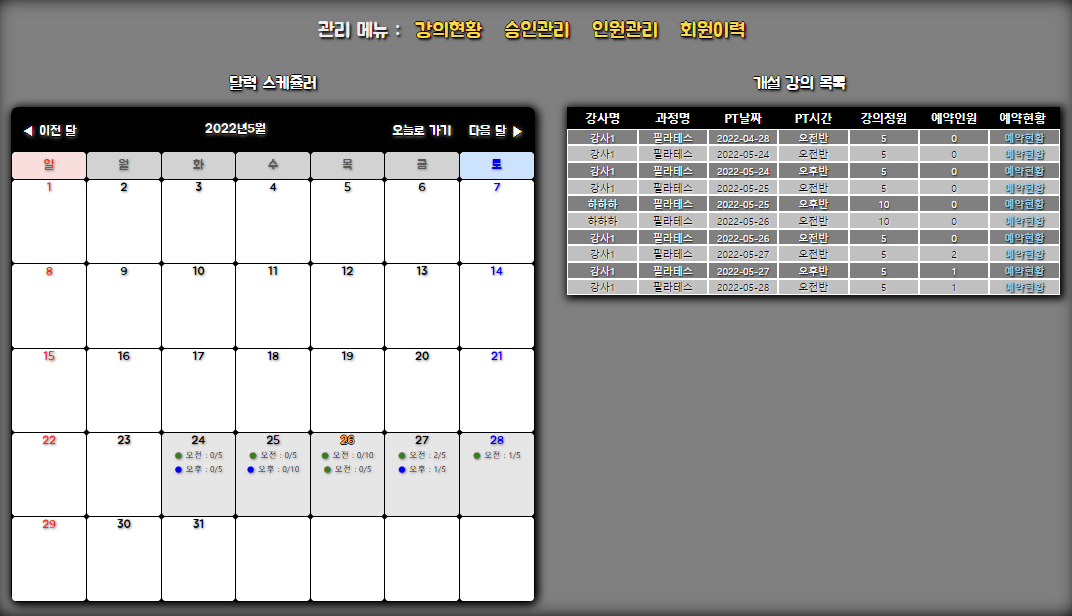 관리 메뉴 : 강의현황 승인관리 인원관리 회원이력
달력 스케쥴러
◀ 이전 달 2022년5월 오늘로 가기 다음 달 ▶
일 월 화 수 목 금 토
1 2 3 4 5 6 7
8 9 10 11 12 13 14
15 16 17 18 19 20 21
22 23 24 25 26 27 28
● 오전 : 0/5 ● 오전 : 0/5 ● 오전 : 0/10 ● 오전 : 2/5 ● 오전 : 1/5
● 오후 : 0/5 ● 오후 : 0/10 ● 오전 : 0/5 ● 오후 : 1/5
29 30 31
개설 강의 목록
강사명 과정명 PT날짜 PT시간 강의정원 예약인원 예약현황
강사1 필라테스 2022-04-28 오전반 5 0 예약현황
강사1 필라테스 2022-05-24 오전반 5 0 예약현황
강사1 필라테스 2022-05-24 오후반 5 0 예약현황
강사1 필라테스 2022-05-25 오전반 5 0 예약현황
하하하 필라테스 2022-05-25 오후반 10 0 예약현황
하하하 필라테스 2022-05-26 오전반 10 0 예약현황
강사1 필라테스 2022-05-26 오전반 5 0 예약현황
강사1 필라테스 2022-05-27 오전반 5 2 예약현황
강사1 필라테스 2022-05-27 오후반 5 1 예약현황
강사1 필라테스 2022-05-28 오전반 5 1 예약현황